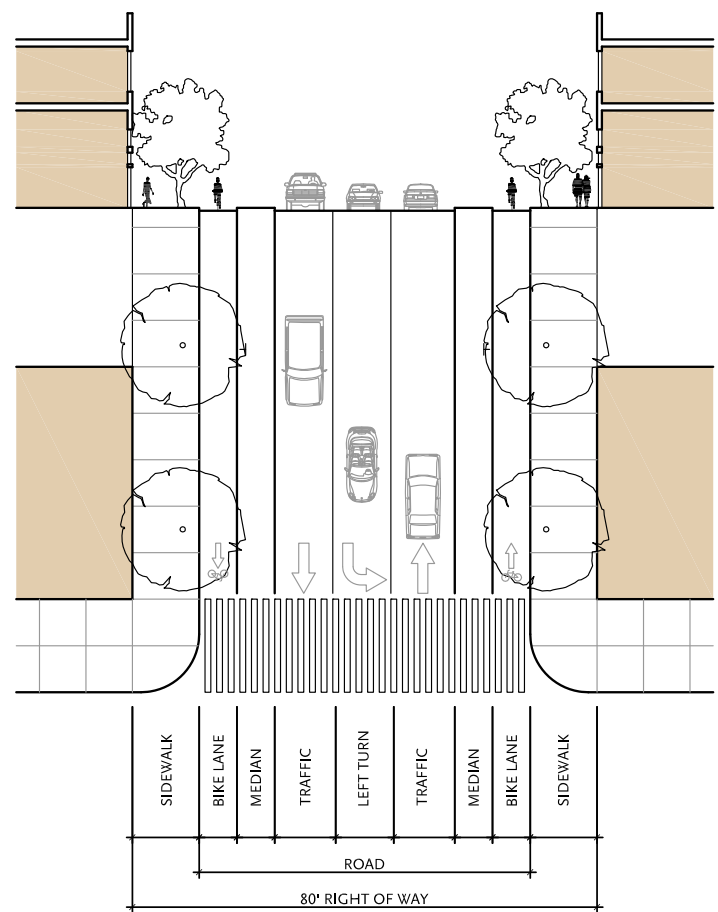 SIDEWALK
BIKE LANE
MEDIAN
TRAFFIC
LEFT TURN
TRAFFIC
MEDIAN
BIKE LANE
SIDEWALK
ROAD
80' RIGHT OF WAY